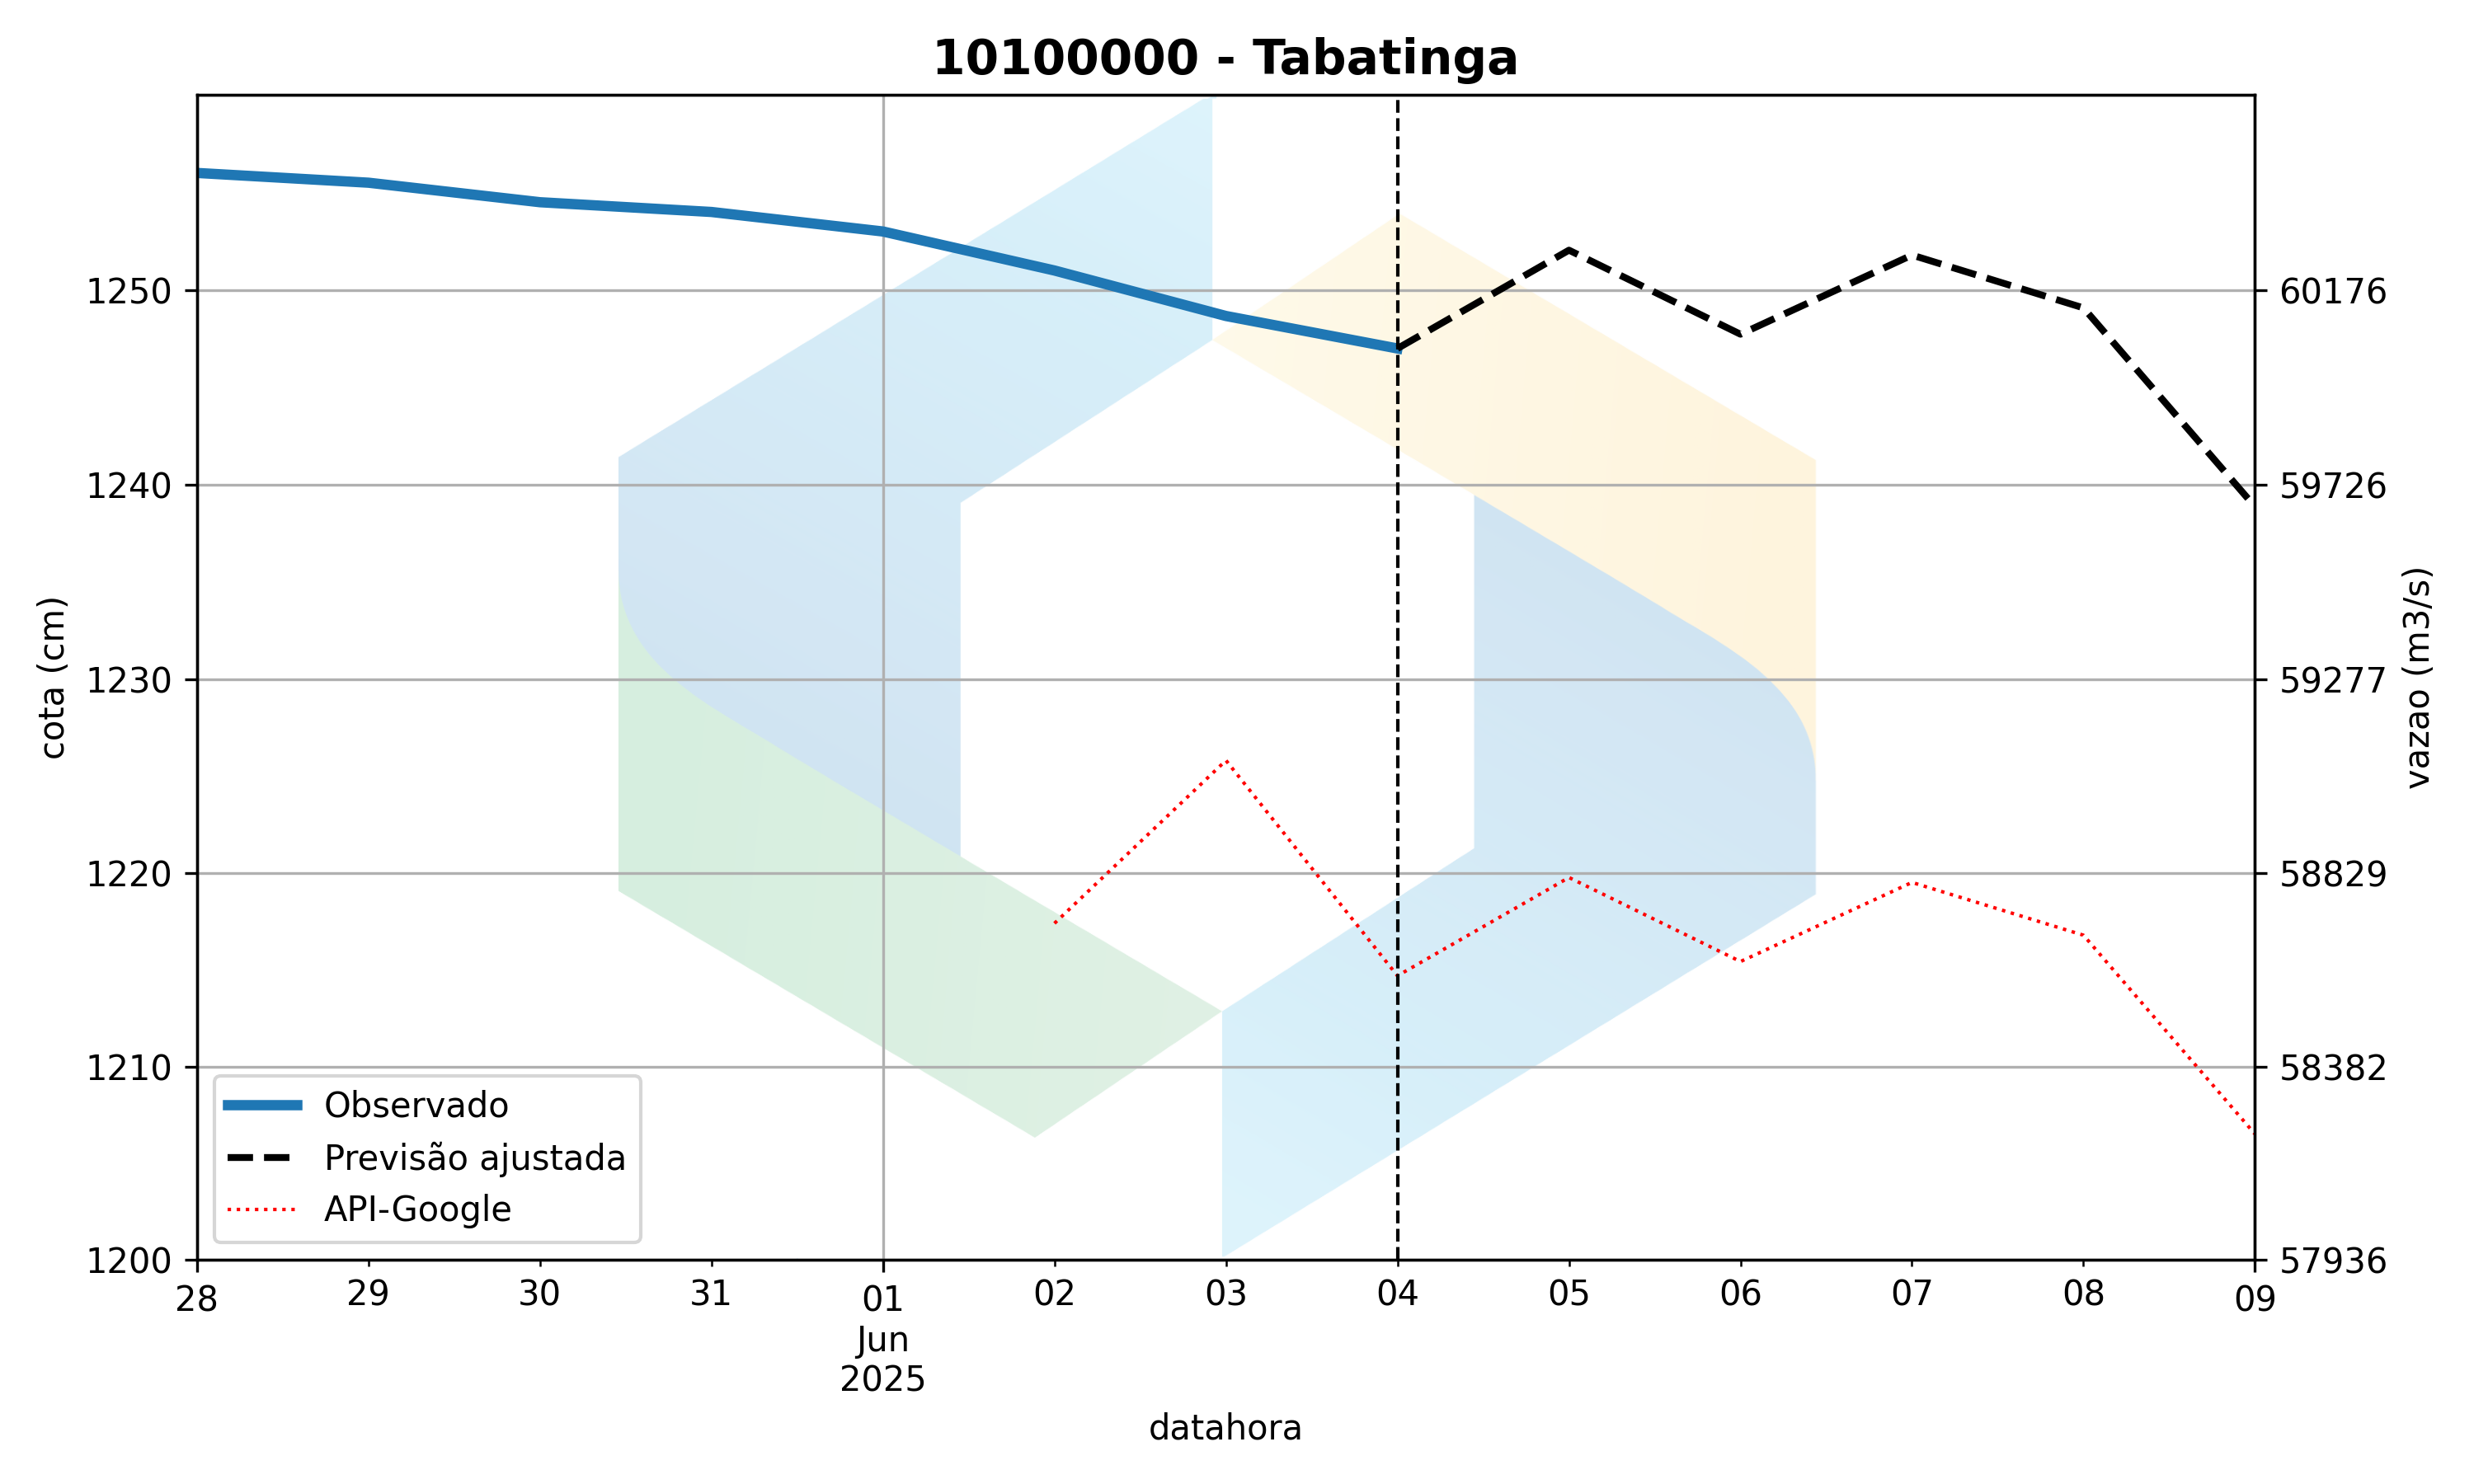 10100000 - Tabatinga
cota (cm)
1250
1240
1230
1220
1210
1200
60176
59726
59277
58829
58382
57936
vazao (m3/s)
Observado
Previsão ajustada
API-Google
28 29 30 31 01 02 03 04 05 06 07 08 09
Jun
2025
datahora